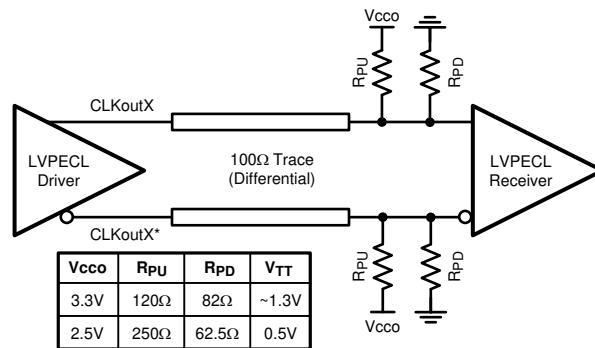 Vcco
RPU
RPD
CLKoutX
LVPECL
Driver
100Ω Trace
(Differential)
LVPECL
Receiver
CLKoutX*
RPU
RPD
Vcco
Vcco RPU RPD VTT
3.3V 120Ω 82Ω ~1.3V
2.5V 250Ω 62.5Ω 0.5V